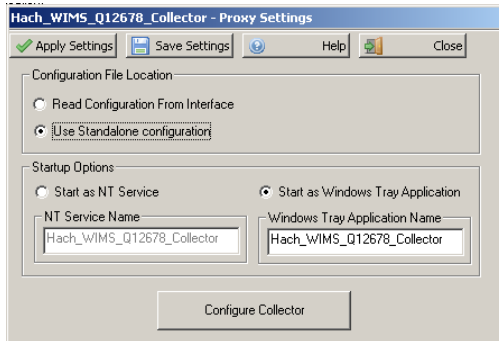 Hach_WIMS_Q12678_Collector - Proxy Settings
Apply Settings Save Settings Help Close
Configuration File Location
Read Configuration From Interface
Use Standalone configuration
Startup Options
Start as NT Service Start as Windows Tray Application
NT Service Name Windows Tray Application Name
Hach_WIMS_Q12678_Collector Hach_WIMS_Q12678_Collector
Configure Collector